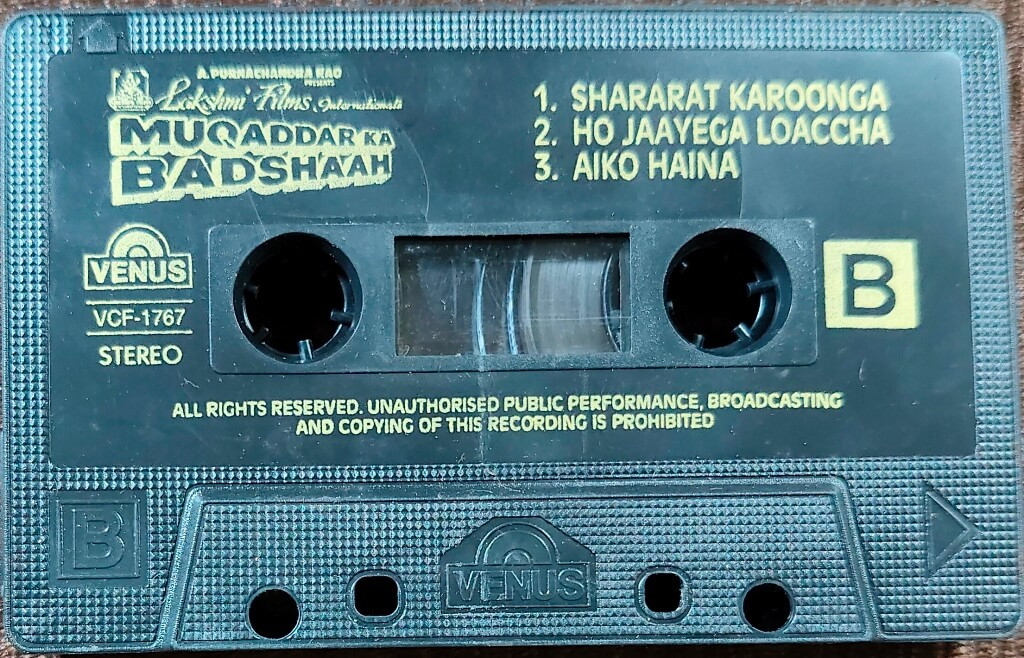 A. PURNACHANDRA RAO
PRESENTS
Lakshmi Films, Internationals
MUQADDAR KA
BADSHAAH
1. SHARARAT KAROONGA
2. HO JAAYEGA LOACCHA
3. AIKO HAINA
VENUS
VCF-1767
STEREO
B
ALL RIGHTS RESERVED. UNAUTHORISED PUBLIC PERFORMANCE, BROADCASTING
AND COPYING OF THIS RECORDING IS PROHIBITED
B
VENUS